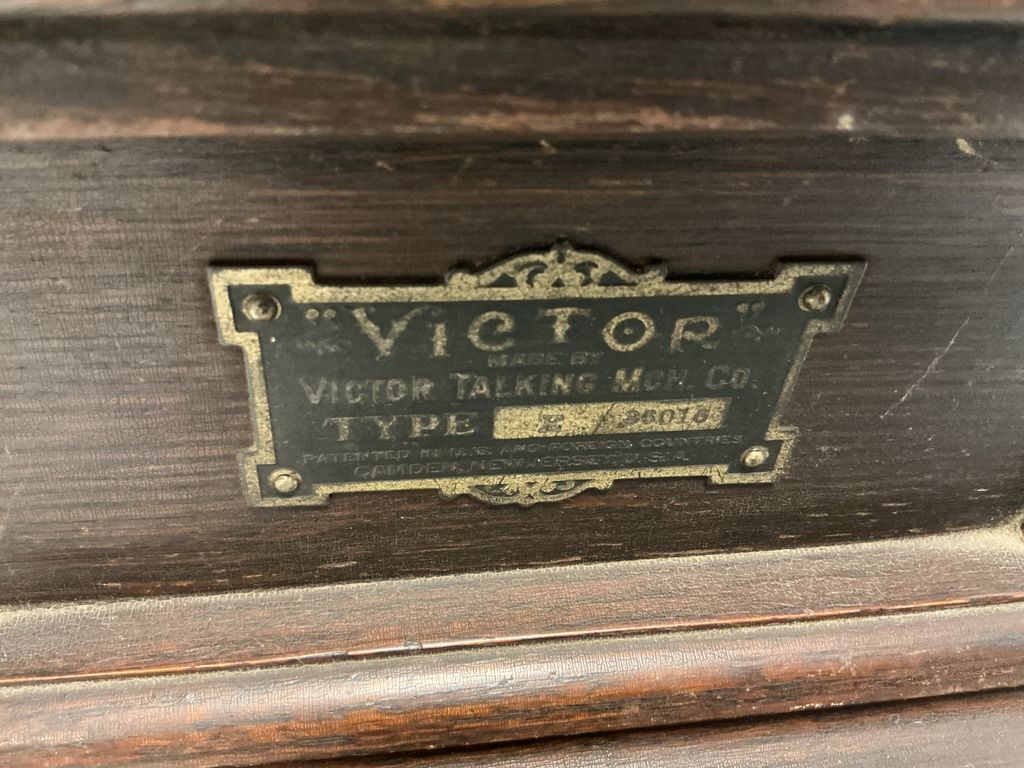 "VICTOR"
MADE BY
VICTOR TALKING MCH. CO.
TYPE E
PATENTED IN U.S. AND FOREIGN COUNTRIES
CAMDEN, NEW JERSEY, U.S.A.